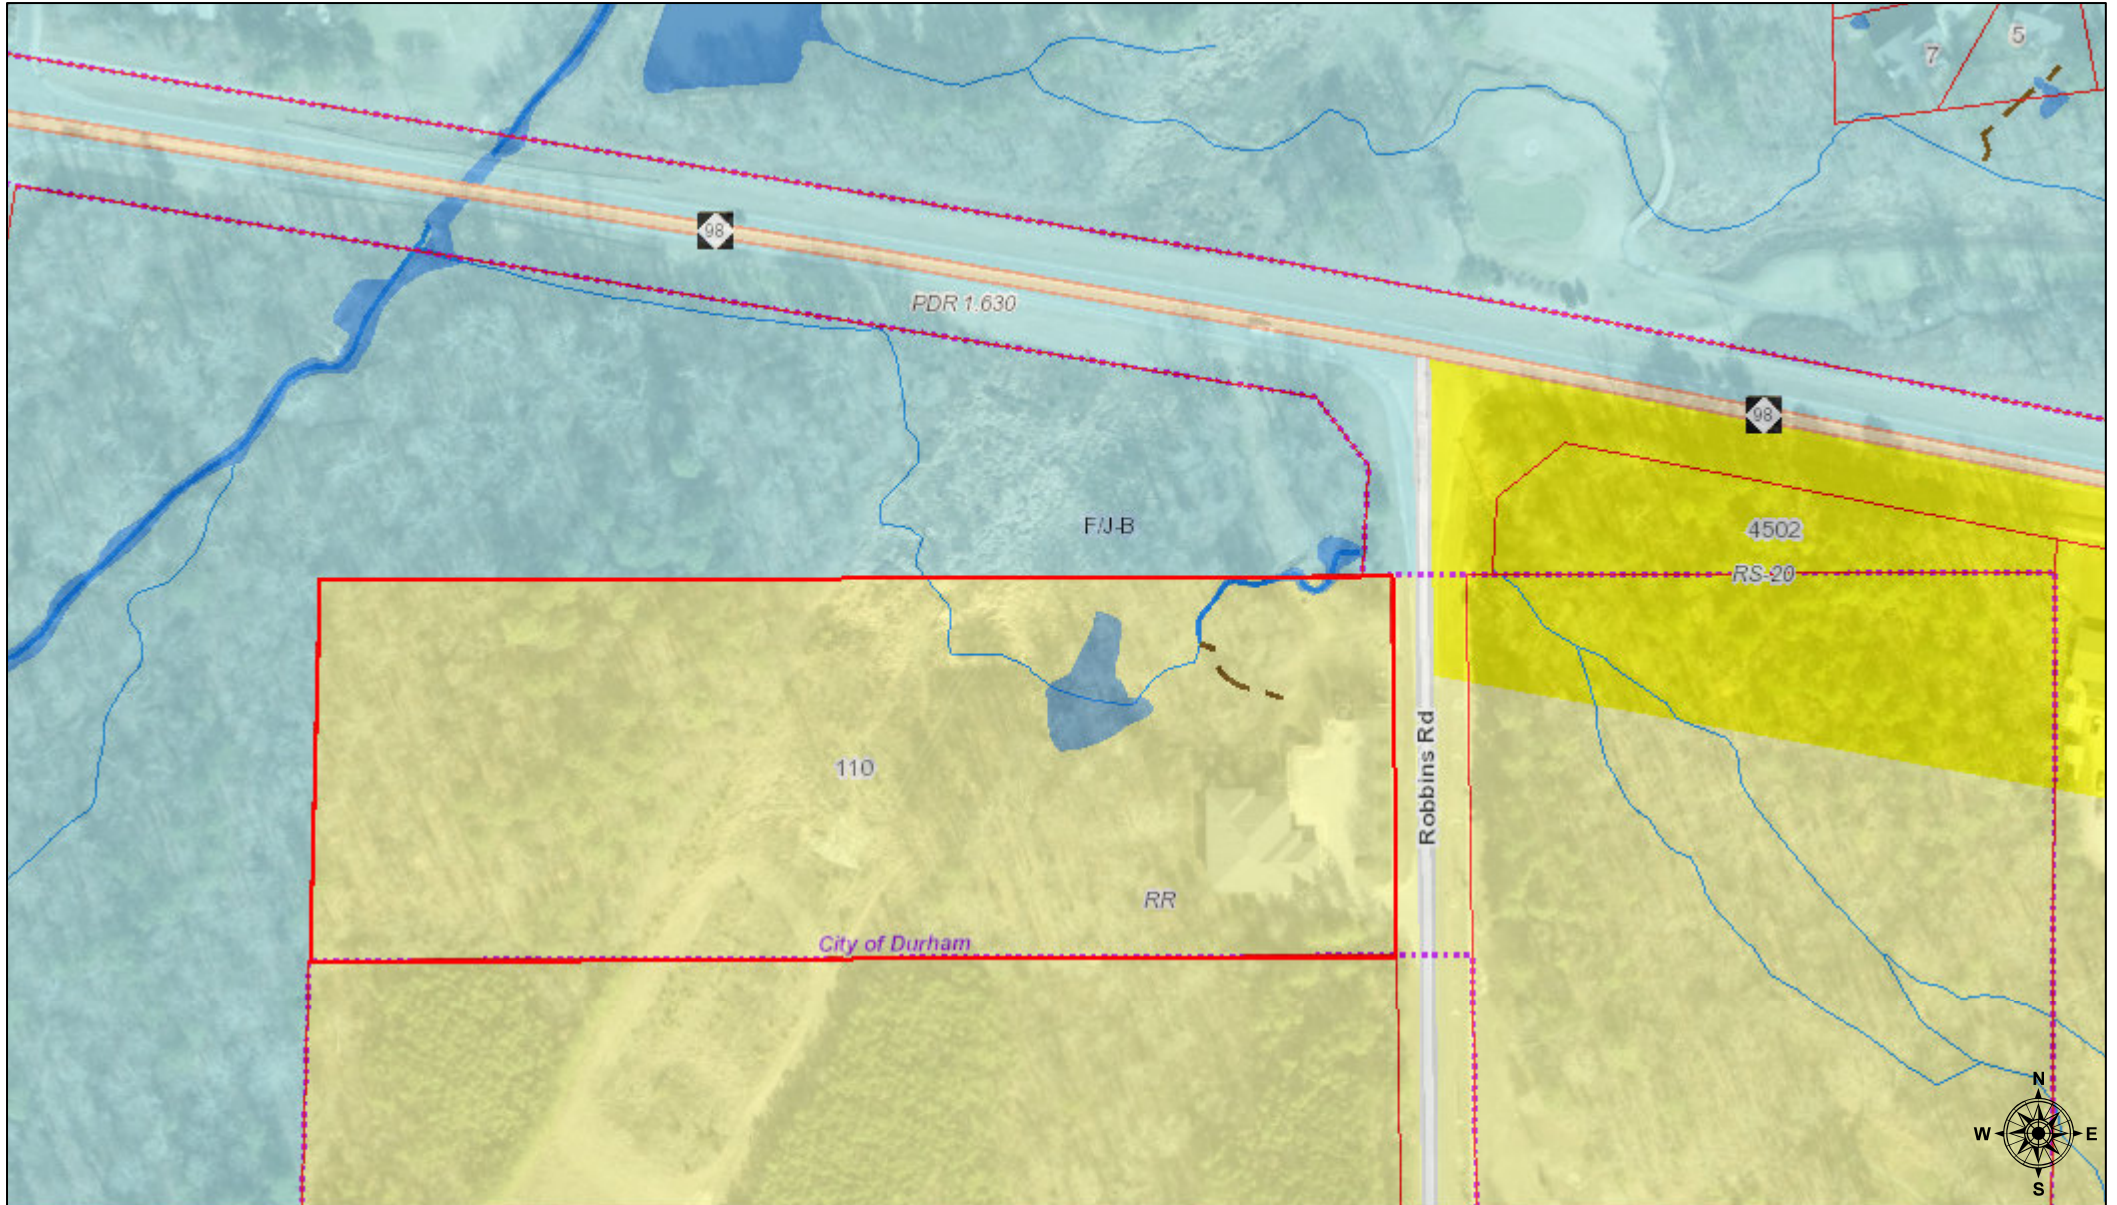 5
7
98
PDR 1.630
98
F/J-B
4502
RS-20
110
Robbins Rd
RR
City of Durham
N
W E
S